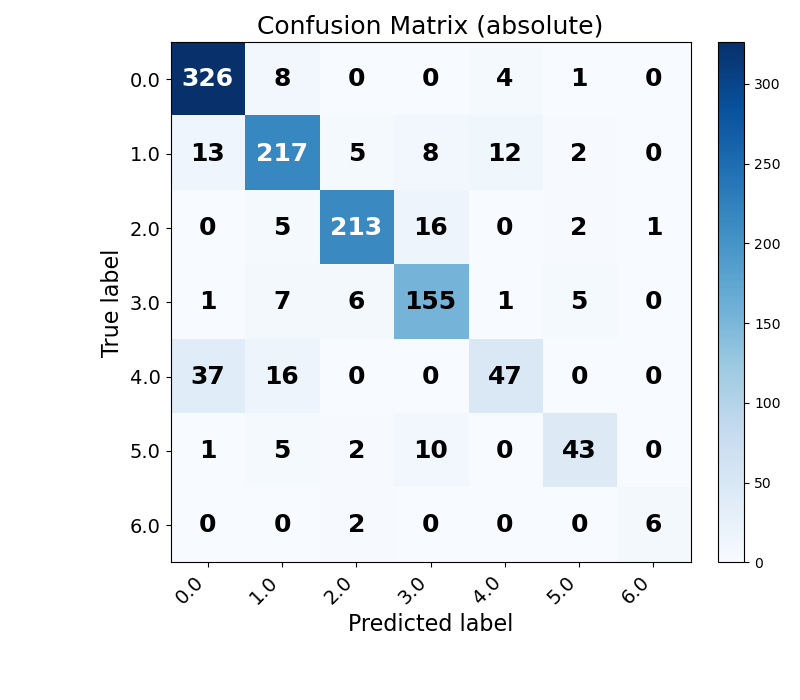 Confusion Matrix (absolute)
0.0 326 8 0 0 4 1 0
1.0 13 217 5 8 12 2 0
2.0 0 5 213 16 0 2 1
3.0 1 7 6 155 1 5 0
4.0 37 16 0 0 47 0 0
5.0 1 5 2 10 0 43 0
6.0 0 0 2 0 0 0 6
0.0 1.0 2.0 3.0 4.0 5.0 6.0
Predicted label
True label
300
250
200
150
100
50
0